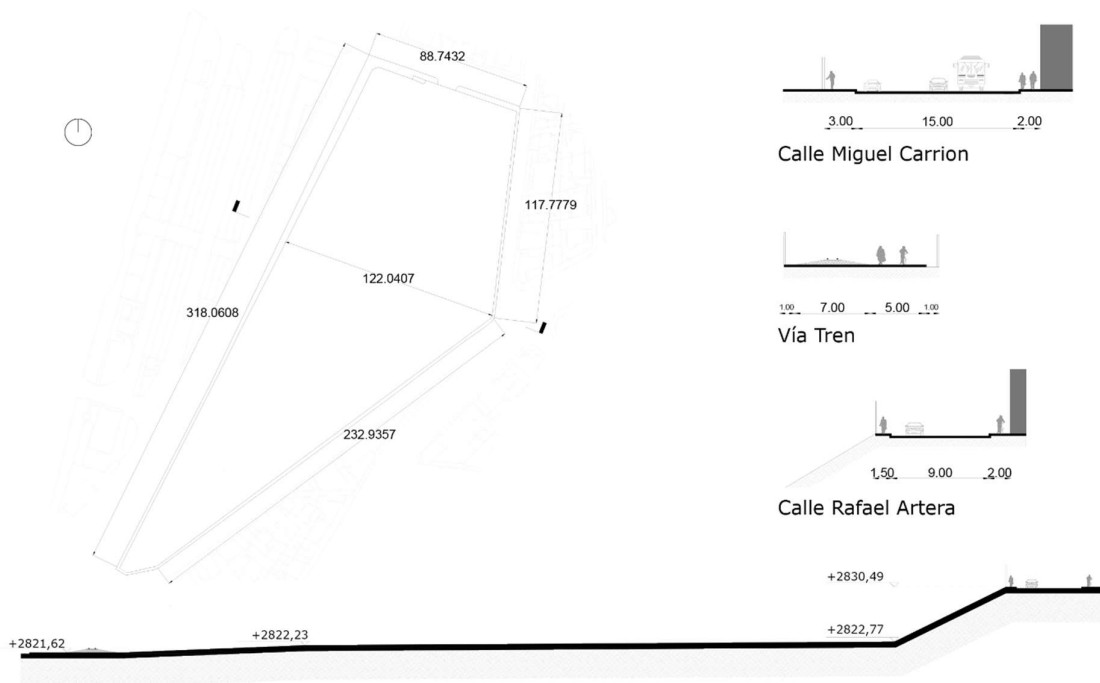 88.7432
117.7779
122.0407
318.0608
232.9357
3.00 15.00 2.00
Calle Miguel Carrion
1.00 7.00 5.00 1.00
Vía Tren
1.50 9.00 2.00
Calle Rafael Artera
+2830,49
+2821,62
+2822,23
+2822,77